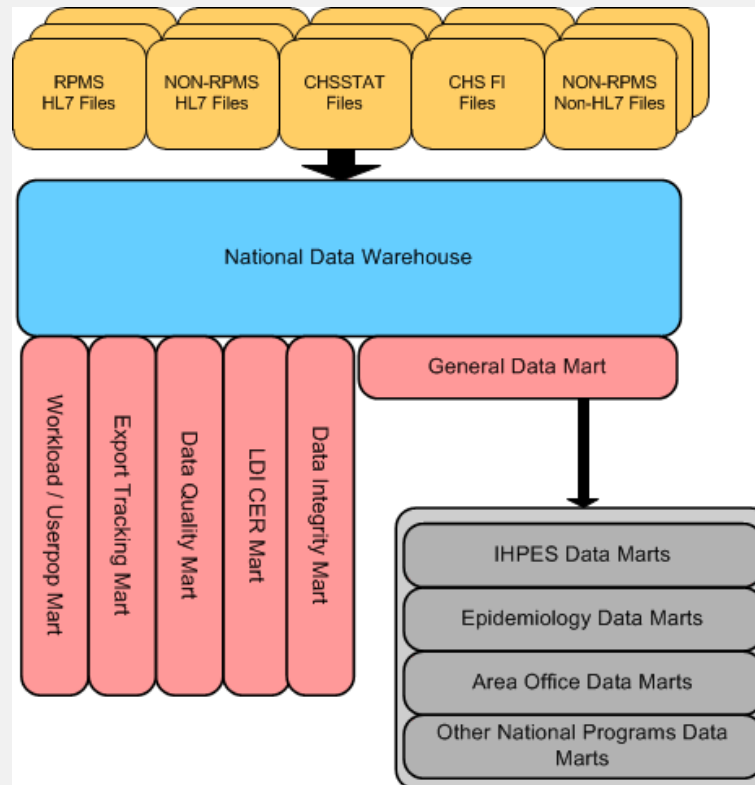 RPMS
HL7 Files
NON-RPMS
HL7 Files
CHSSTAT
Files
CHS FI
Files
NON-RPMS
Non-HL7 Files
National Data Warehouse
Workload / Userpop Mart
Export Tracking Mart
Data Quality Mart
LDI CER Mart
Data Integrity Mart
General Data Mart
IHPES Data Marts
Epidemiology Data Marts
Area Office Data Marts
Other National Programs Data
Marts